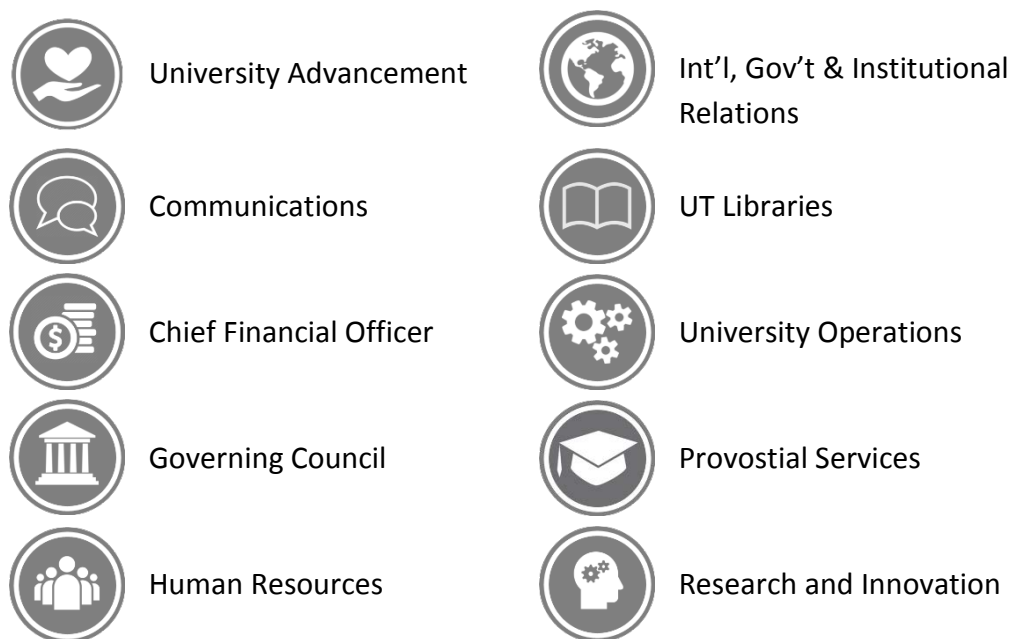 University Advancement
Communications
Chief Financial Officer
Governing Council
Human Resources
Int’l, Gov’t & Institutional
Relations
UT Libraries
University Operations
Provostial Services
Research and Innovation